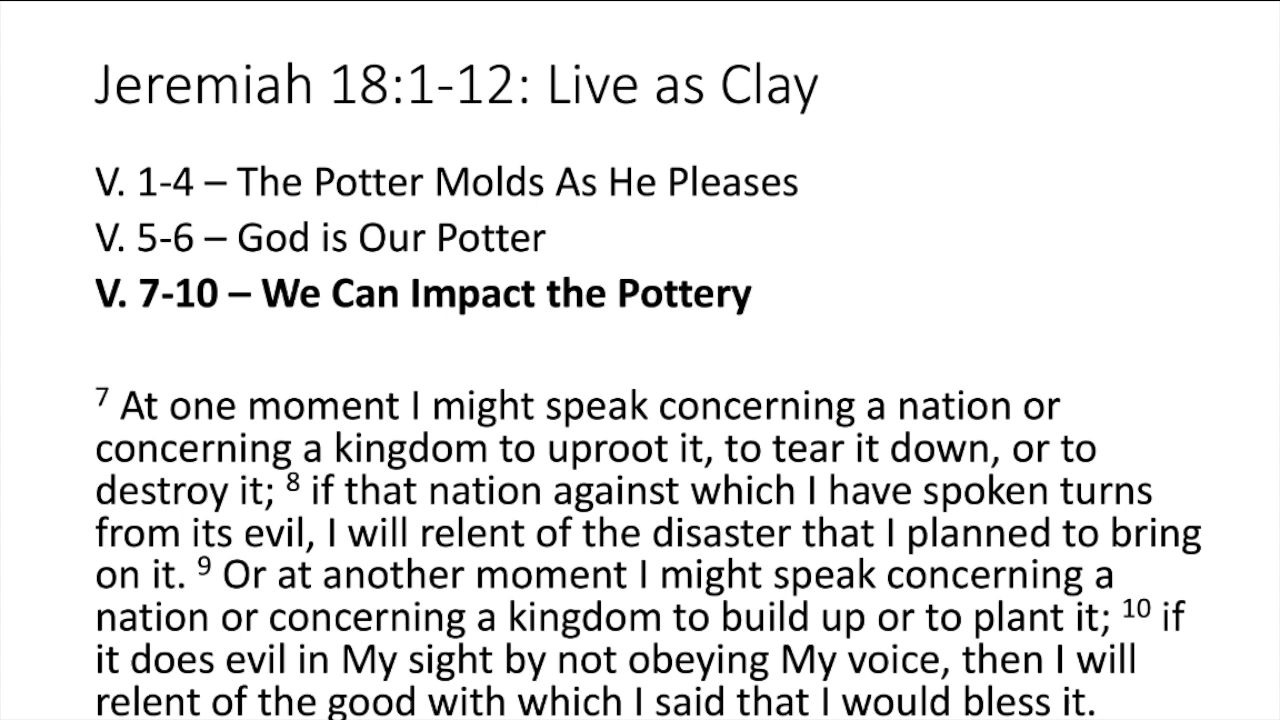 Jeremiah 18:1-12: Live as Clay
V. 1-4 – The Potter Molds As He Pleases
V. 5-6 – God is Our Potter
V. 7-10 – We Can Impact the Pottery
7 At one moment I might speak concerning a nation or
concerning a kingdom to uproot it, to tear it down, or to
destroy it; 8 if that nation against which I have spoken turns
from its evil, I will relent of the disaster that I planned to bring
on it. 9 Or at another moment I might speak concerning a
nation or concerning a kingdom to build up or to plant it; 10 if
it does evil in My sight by not obeying My voice, then I will
relent of the good with which I said that I would bless it.